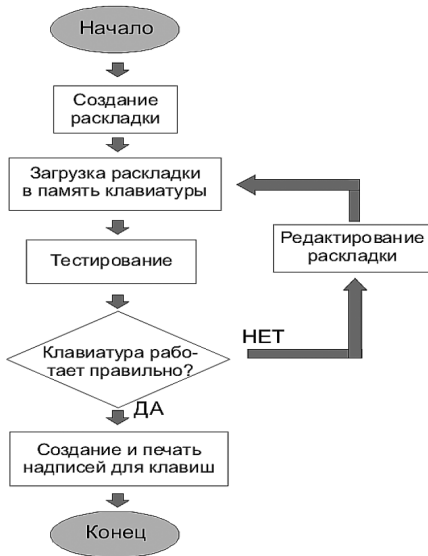 Начало
Создание
раскладки
Загрузка раскладки
в память клавиатуры
Тестирование
Редактирование
раскладки
Клавиатура рабо-
тает правильно?
НЕТ
ДА
Создание и печать
надписей для клавиш
Конец